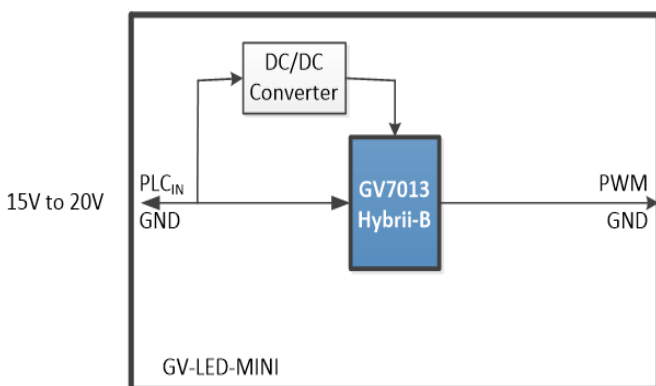 DC/DC
Converter
15V to 20V
PLCIN
GND
GV7013
Hybrii-B
PWM
GND
GV-LED-MINI